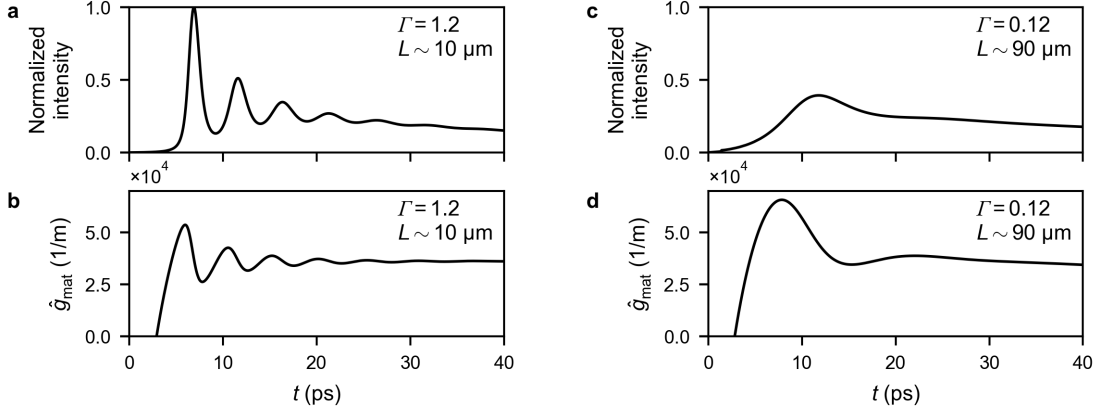 a
1.0
0.5
0.0
Normalized
intensity
Γ = 1.2
L ~ 10 µm
b
×10⁴
5.0
2.5
0.0
ĝmat (1/m)
Γ = 1.2
L ~ 10 µm
0 10 20 30 40
t (ps)
c
1.0
0.5
0.0
Normalized
intensity
Γ = 0.12
L ~ 90 µm
d
×10⁴
5.0
2.5
0.0
ĝmat (1/m)
Γ = 0.12
L ~ 90 µm
0 10 20 30 40
t (ps)